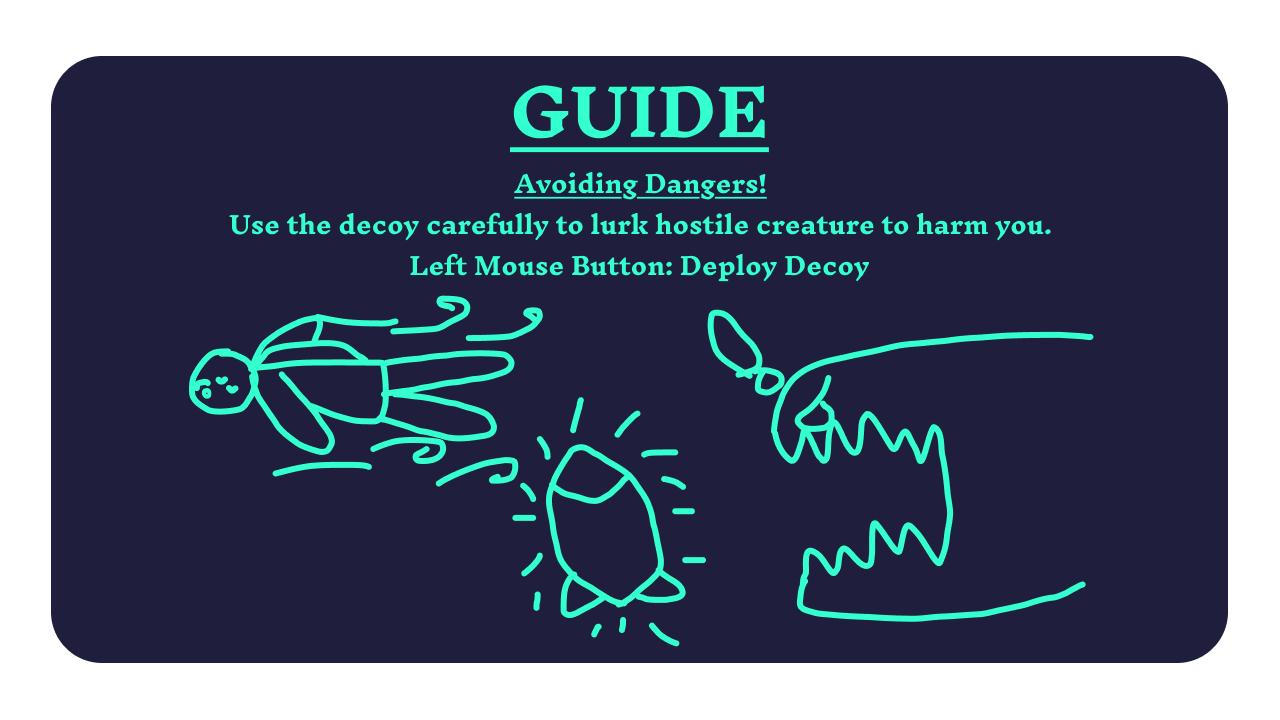 GUIDE
Avoiding Dangers!
Use the decoy carefully to lurk hostile creature to harm you.
Left Mouse Button: Deploy Decoy